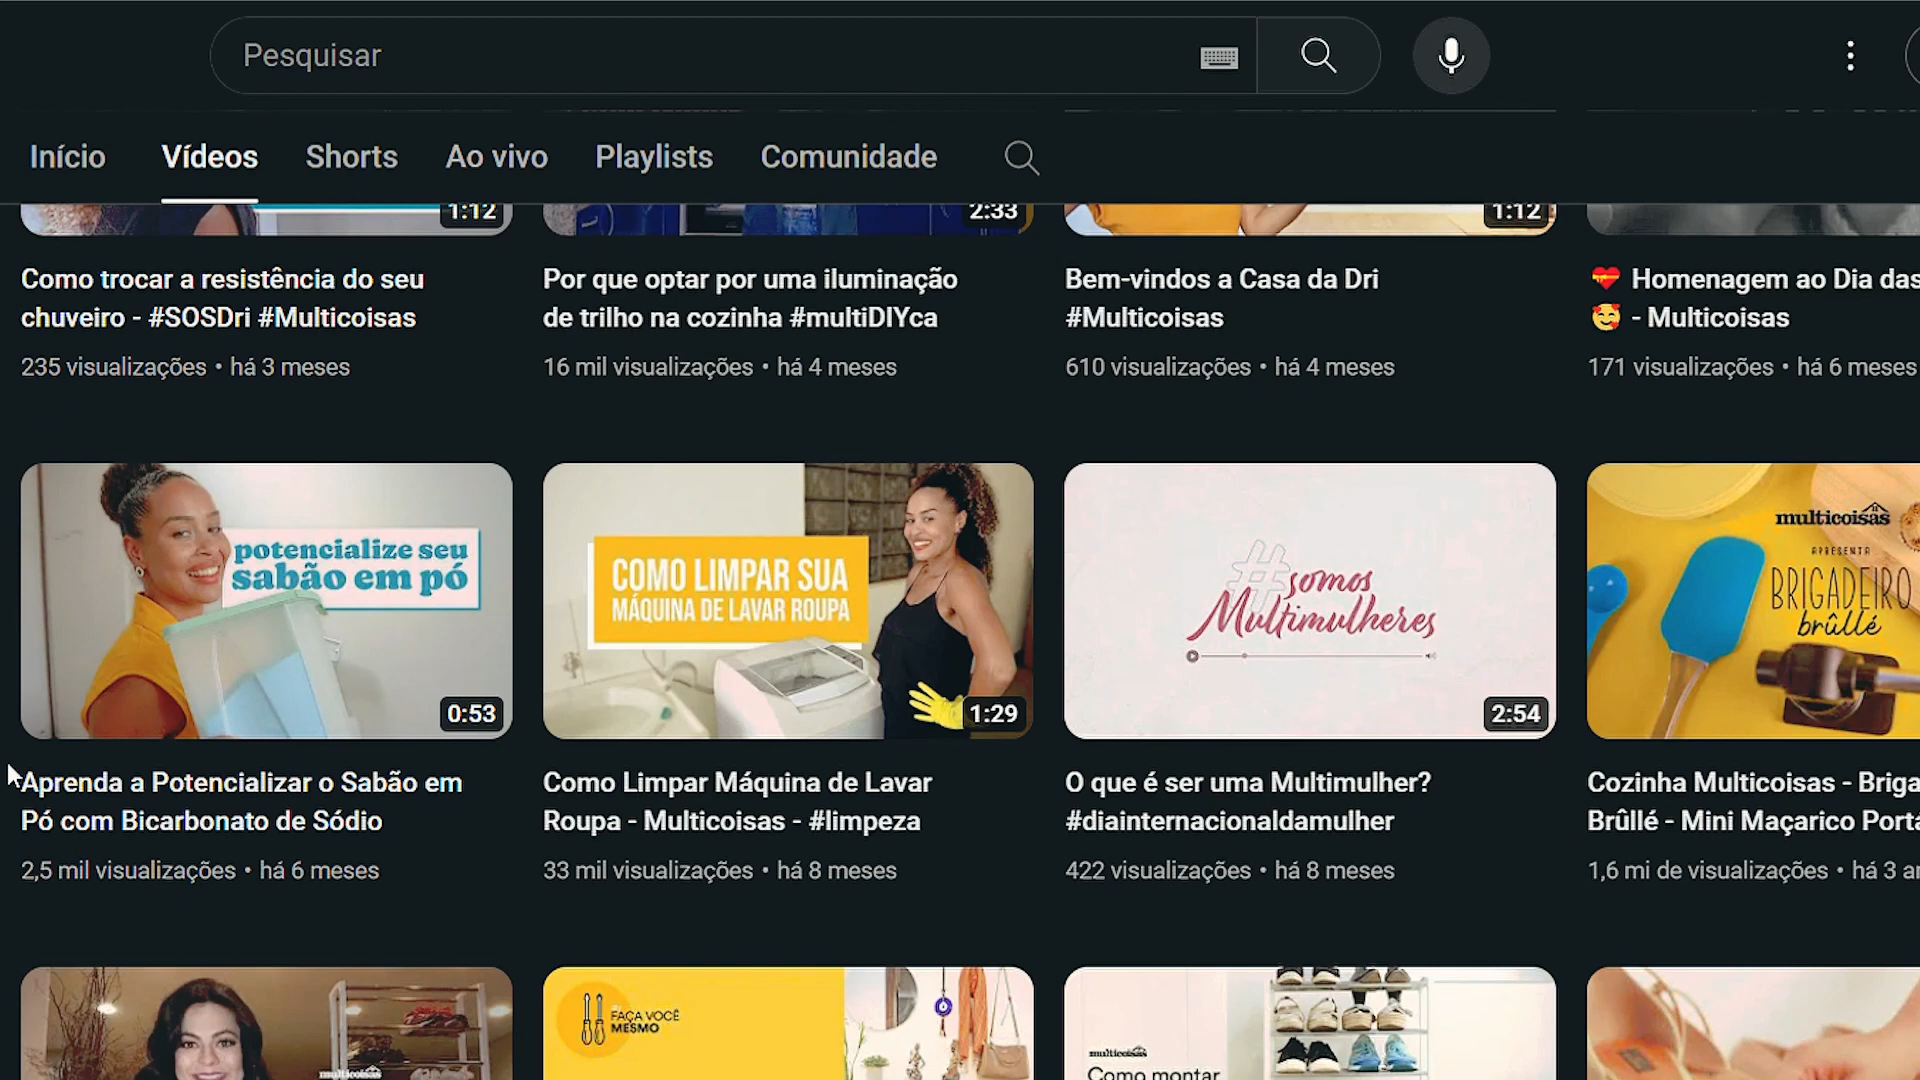 Pesquisar
Início Vídeos Shorts Ao vivo Playlists Comunidade
1:12 2:33 1:12
Como trocar a resistência do seu
chuveiro - #SOSDri #Multicoisas
235 visualizações • há 3 meses
Por que optar por uma iluminação
de trilho na cozinha #multiDIYca
16 mil visualizações • há 4 meses
Bem-vindos a Casa da Dri
#Multicoisas
610 visualizações • há 4 meses
Homenagem ao Dia das
- Multicoisas
171 visualizações • há 6 meses
potencialize seu
sabão em pó
0:53
COMO LIMPAR SUA
MÁQUINA DE LAVAR ROUPA
1:29
#somos
Multimulheres
2:54
multicoisas
APRESENTA
BRIGADEIRO
brûllé
Aprenda a Potencializar o Sabão em
Pó com Bicarbonato de Sódio
2,5 mil visualizações • há 6 meses
Como Limpar Máquina de Lavar
Roupa - Multicoisas - #limpeza
33 mil visualizações • há 8 meses
O que é ser uma Multimulher?
#diainternacionaldamulher
422 visualizações • há 8 meses
Cozinha Multicoisas - Briga
Brûllé - Mini Maçarico Porta
1,6 mi de visualizações • há 3 a
multicoisas
FAÇA VOCÊ
MESMO
multicoisas
Como montar